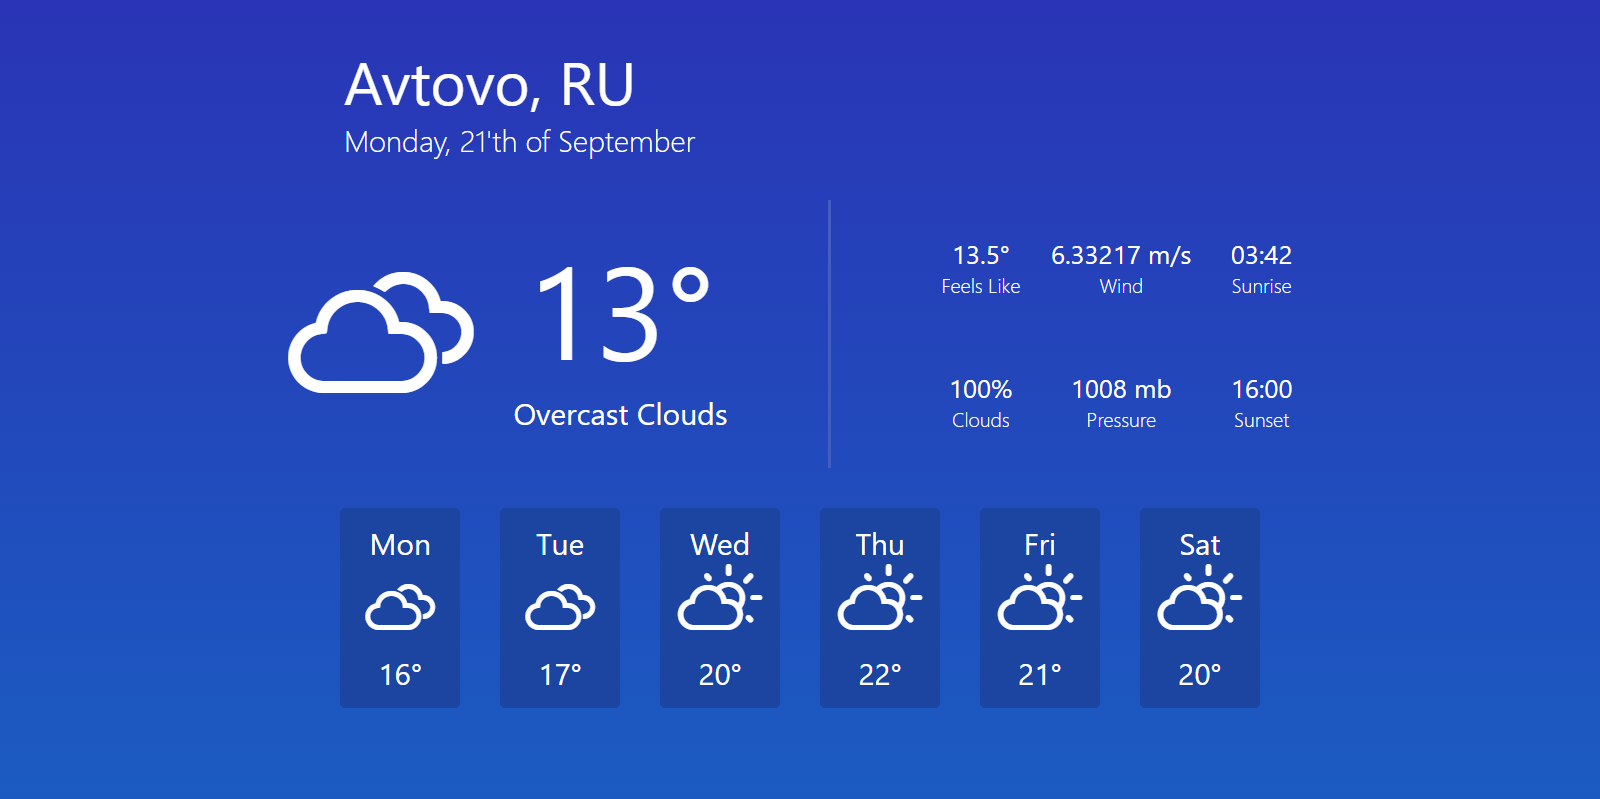 Avtovo, RU
Monday, 21'th of September
13°
Overcast Clouds
13.5° 6.33217 m/s 03:42
Feels Like Wind Sunrise
100% 1008 mb 16:00
Clouds Pressure Sunset
Mon Tue Wed Thu Fri Sat
16° 17° 20° 22° 21° 20°